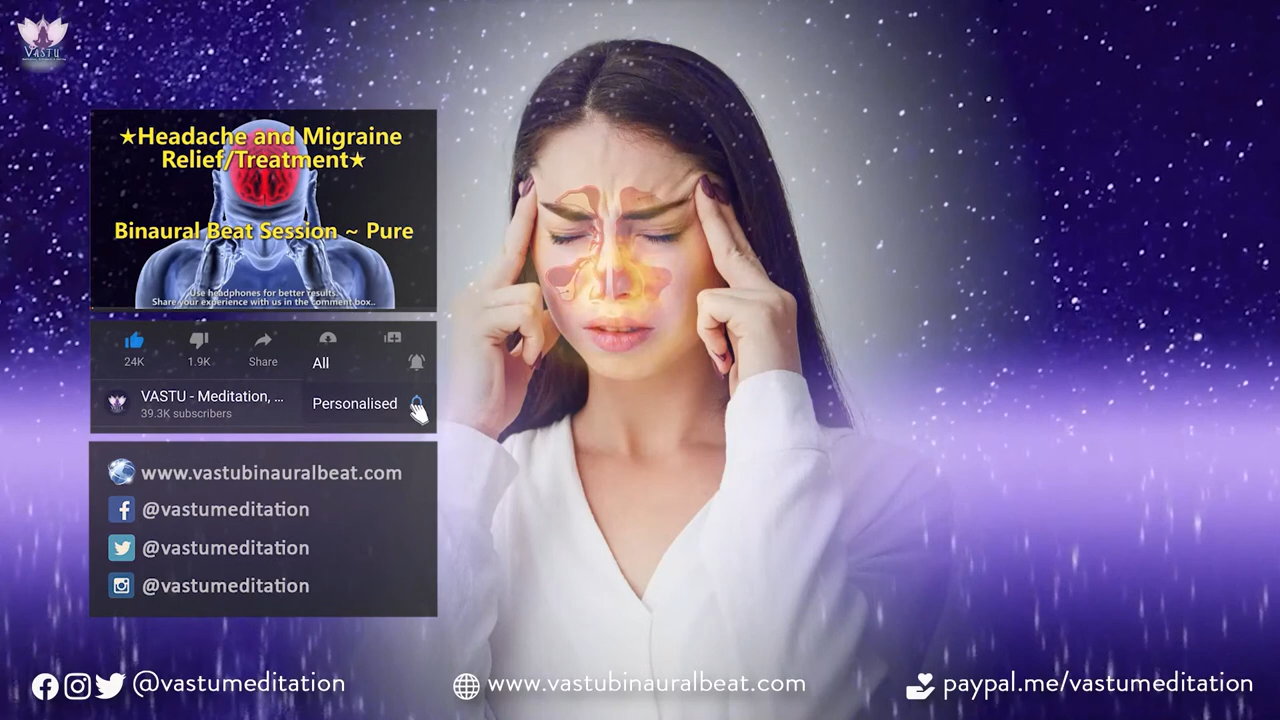 VASTU
★Headache and Migraine
Relief/Treatment★
Binaural Beat Session ~ Pure
Use headphones for better results..
Share your experience with us in the comment box..
24K
1.9K
Share
All
VASTU - Meditation, ...
39.3K subscribers
Personalised
www.vastubinauralbeat.com
@vastumeditation
@vastumeditation
@vastumeditation
@vastumeditation
www.vastubinauralbeat.com
paypal.me/vastumeditation